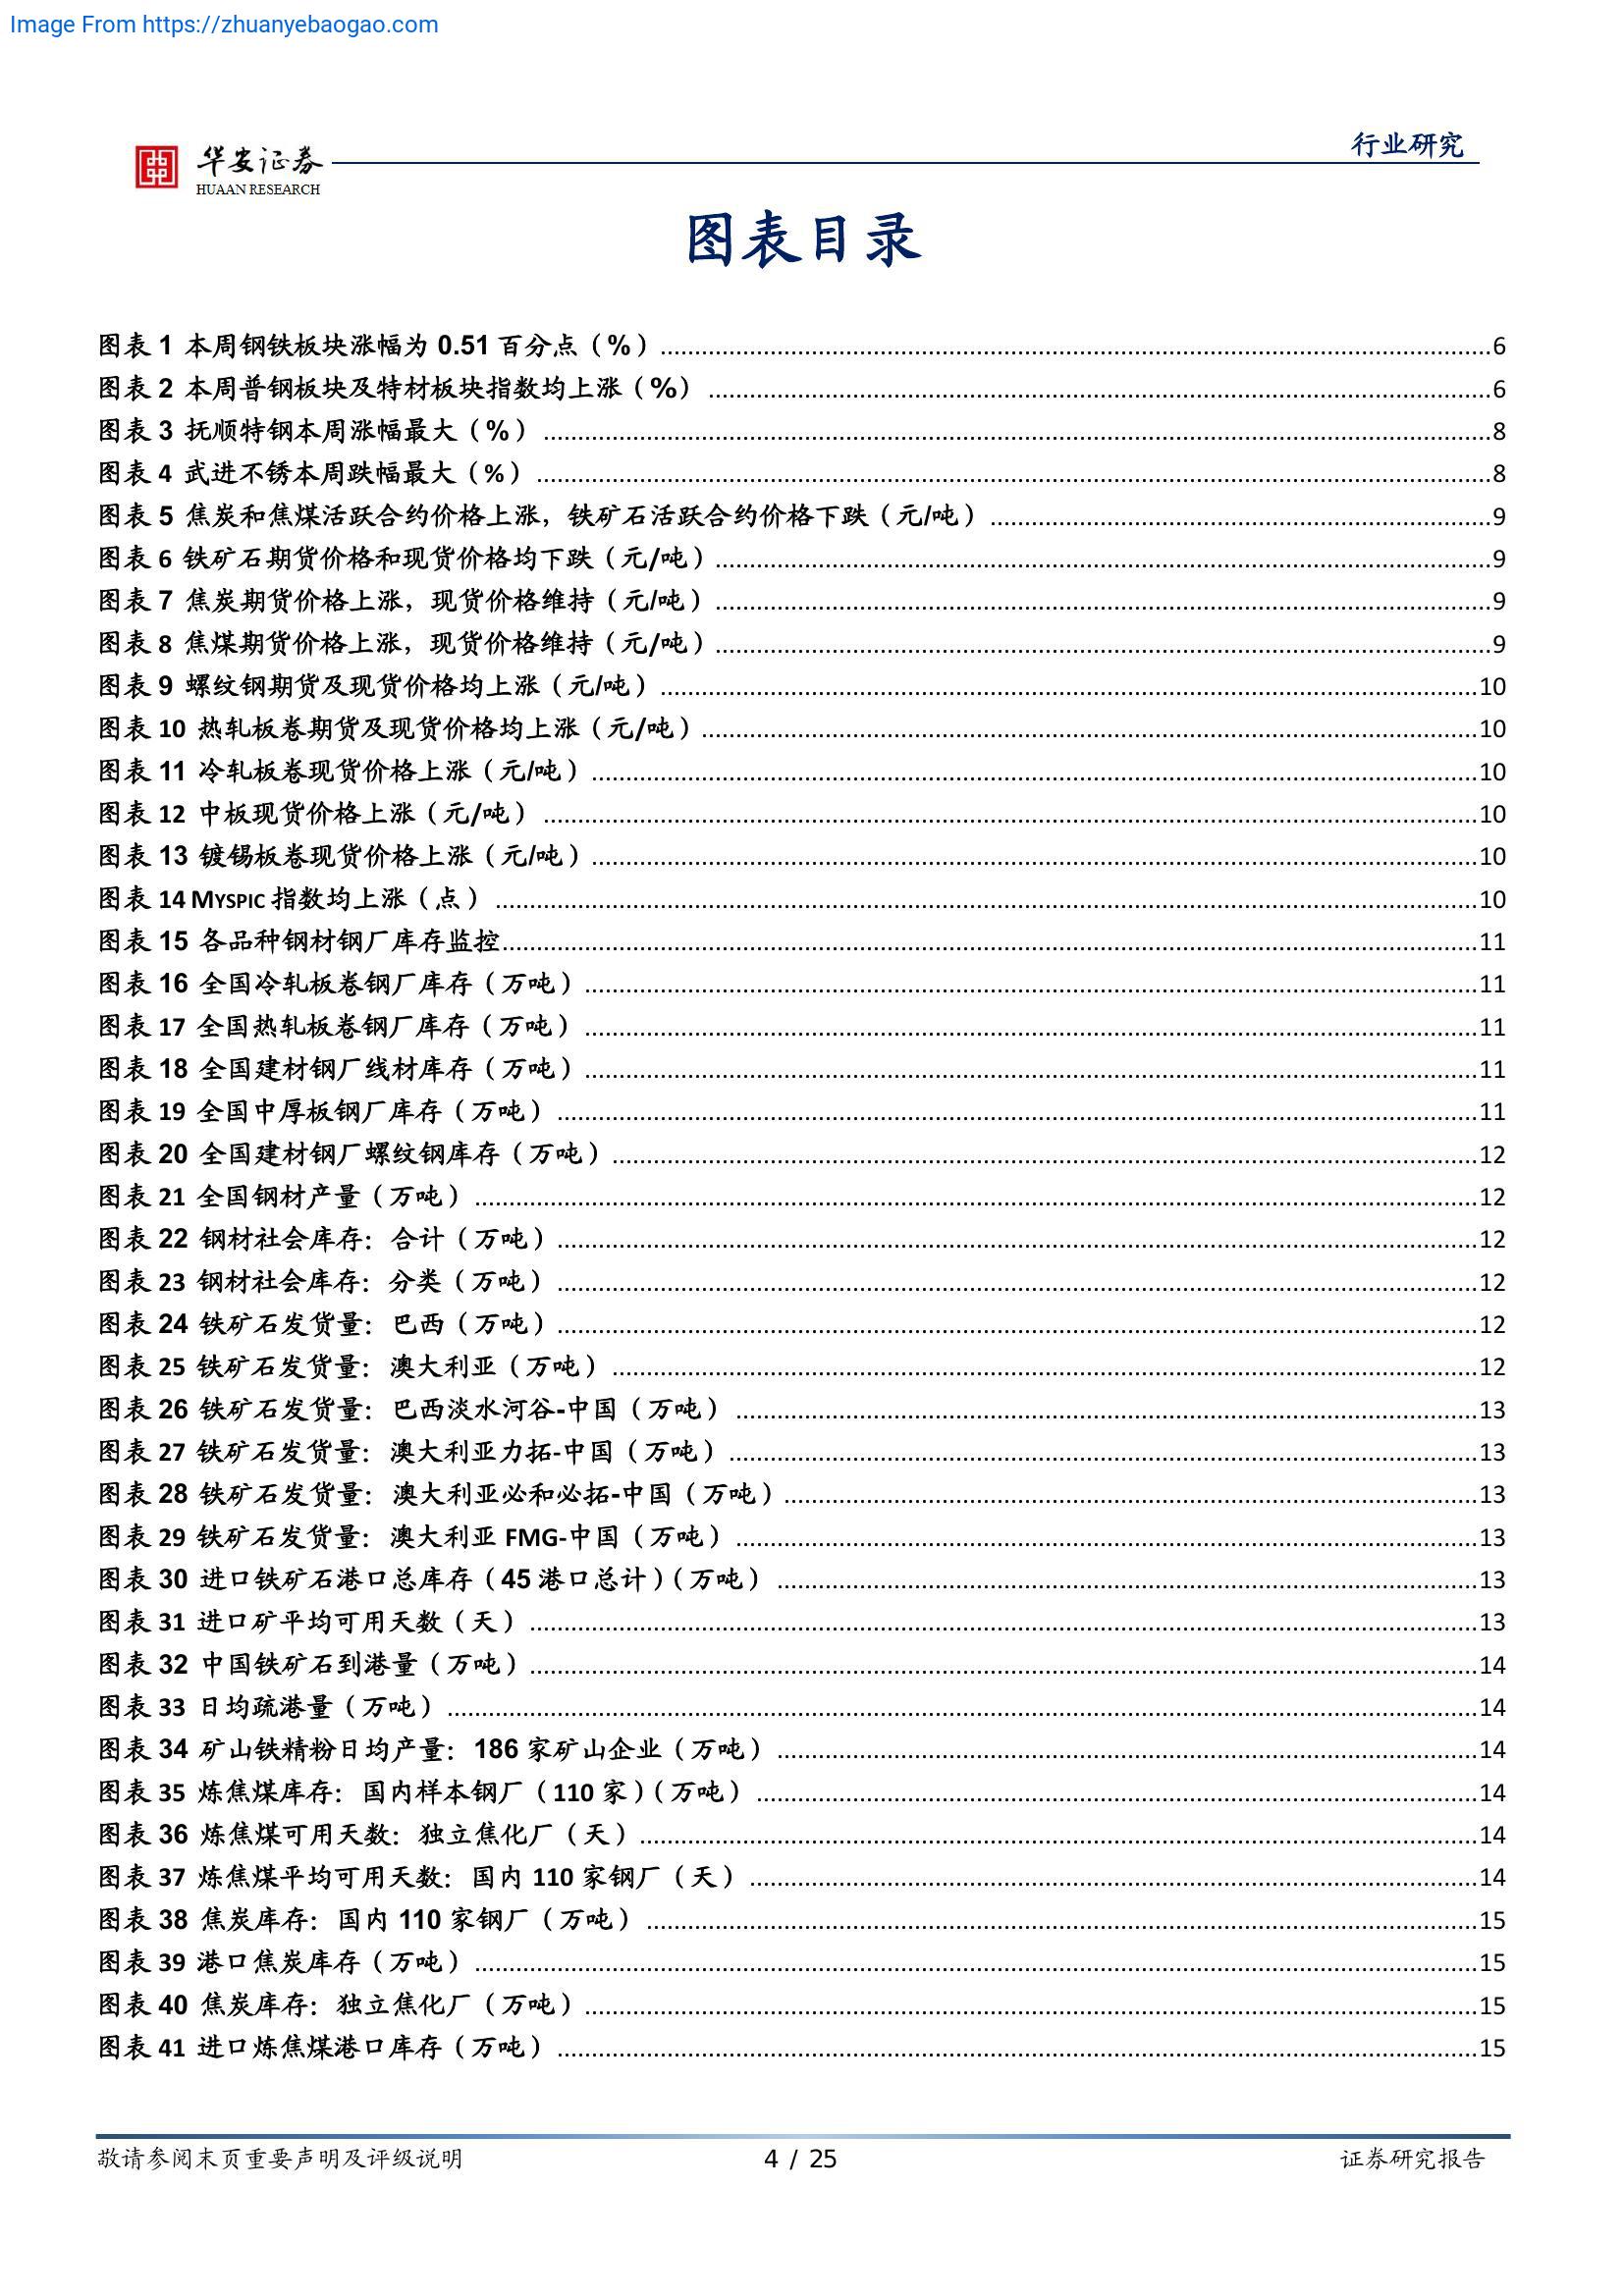 Image From https://zhuanyebaogao.com
行业研究
华安证券
HUAAN RESEARCH
图表目录
图表 1 本周钢铁板块涨幅为 0.51 百分点（%）6
图表 2 本周普钢板块及特材板块指数均上涨（%）6
图表 3 抚顺特钢本周涨幅最大（%）8
图表 4 武进不锈本周跌幅最大（%）8
图表 5 焦炭和焦煤活跃合约价格上涨，铁矿石活跃合约价格下跌（元/吨）9
图表 6 铁矿石期货价格和现货价格均下跌（元/吨）9
图表 7 焦炭期货价格上涨，现货价格维持（元/吨）9
图表 8 焦煤期货价格上涨，现货价格维持（元/吨）9
图表 9 螺纹钢期货及现货价格均上涨（元/吨）10
图表 10 热轧板卷期货及现货价格均上涨（元/吨）10
图表 11 冷轧板卷现货价格上涨（元/吨）10
图表 12 中板现货价格上涨（元/吨）10
图表 13 镀锡板卷现货价格上涨（元/吨）10
图表 14 MYSPIC 指数均上涨（点）10
图表 15 各品种钢材钢厂库存监控11
图表 16 全国冷轧板卷钢厂库存（万吨）11
图表 17 全国热轧板卷钢厂库存（万吨）11
图表 18 全国建材钢厂线材库存（万吨）11
图表 19 全国中厚板钢厂库存（万吨）11
图表 20 全国建材钢厂螺纹钢库存（万吨）12
图表 21 全国钢材产量（万吨）12
图表 22 钢材社会库存：合计（万吨）12
图表 23 钢材社会库存：分类（万吨）12
图表 24 铁矿石发货量：巴西（万吨）12
图表 25 铁矿石发货量：澳大利亚（万吨）12
图表 26 铁矿石发货量：巴西淡水河谷-中国（万吨）13
图表 27 铁矿石发货量：澳大利亚力拓-中国（万吨）13
图表 28 铁矿石发货量：澳大利亚必和必拓-中国（万吨）13
图表 29 铁矿石发货量：澳大利亚 FMG-中国（万吨）13
图表 30 进口铁矿石港口总库存（45 港口总计）（万吨）13
图表 31 进口矿平均可用天数（天）13
图表 32 中国铁矿石到港量（万吨）14
图表 33 日均疏港量（万吨）14
图表 34 矿山铁精粉日均产量：186 家矿山企业（万吨）14
图表 35 炼焦煤库存：国内样本钢厂（110 家）（万吨）14
图表 36 炼焦煤可用天数：独立焦化厂（天）14
图表 37 炼焦煤平均可用天数：国内 110 家钢厂（天）14
图表 38 焦炭库存：国内 110 家钢厂（万吨）15
图表 39 港口焦炭库存（万吨）15
图表 40 焦炭库存：独立焦化厂（万吨）15
图表 41 进口炼焦煤港口库存（万吨）15
敬请参阅末页重要声明及评级说明 4 / 25 证券研究报告